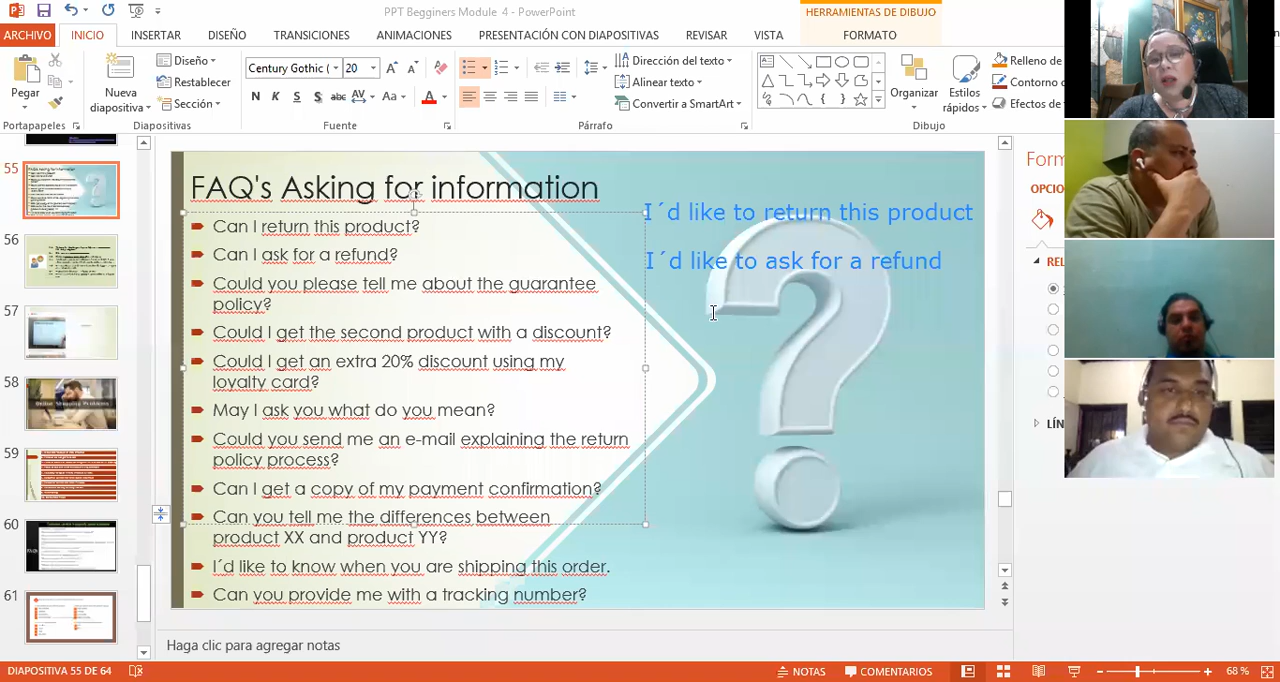 PPT Begginers Module 4 - PowerPoint
HERRAMIENTAS DE DIBUJO
ARCHIVO INICIO INSERTAR DISEÑO TRANSICIONES ANIMACIONES PRESENTACIÓN CON DIAPOSITIVAS REVISAR VISTA FORMATO
Pegar
Nueva
diapositiva
Diseño
Restablecer
Sección
Century Gothic ( 20
N K S S abc AV Aa A
Dirección del texto
Alinear texto
Convertir a SmartArt
Organizar
Estilos
rápidos
Relleno de
Contorno
Efectos de
Portapapeles Diapositivas Fuente Párrafo Dibujo
55
56
57
58
59
60
61
FAQ's Asking for information
Can I return this product?
Can I ask for a refund?
Could you please tell me about the guarantee
policy?
Could I get the second product with a discount?
Could I get an extra 20% discount using my
loyalty card?
May I ask you what do you mean?
Could you send me an e-mail explaining the return
policy process?
Can I get a copy of my payment confirmation?
Can you tell me the differences between
product XX and product YY?
I´d like to know when you are shipping this order.
Can you provide me with a tracking number?
I´d like to return this product
I´d like to ask for a refund
Form
OPCIO
REL
LÍN
Haga clic para agregar notas
DIAPOSITIVA 55 DE 64 NOTAS COMENTARIOS 68 %